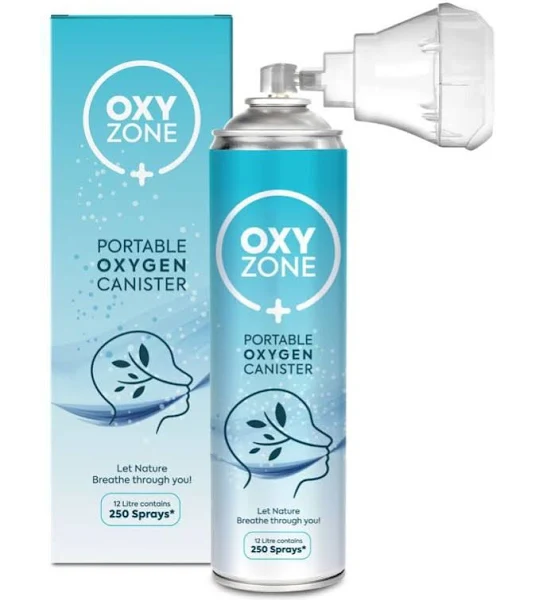 OXY
ZONE
PORTABLE
OXYGEN
CANISTER
Let Nature
Breathe through you!
12 Litre contains
250 Sprays*
OXY
ZONE
PORTABLE
OXYGEN
CANISTER
Let Nature
Breathe through you!
12 Litre contains
250 Sprays*